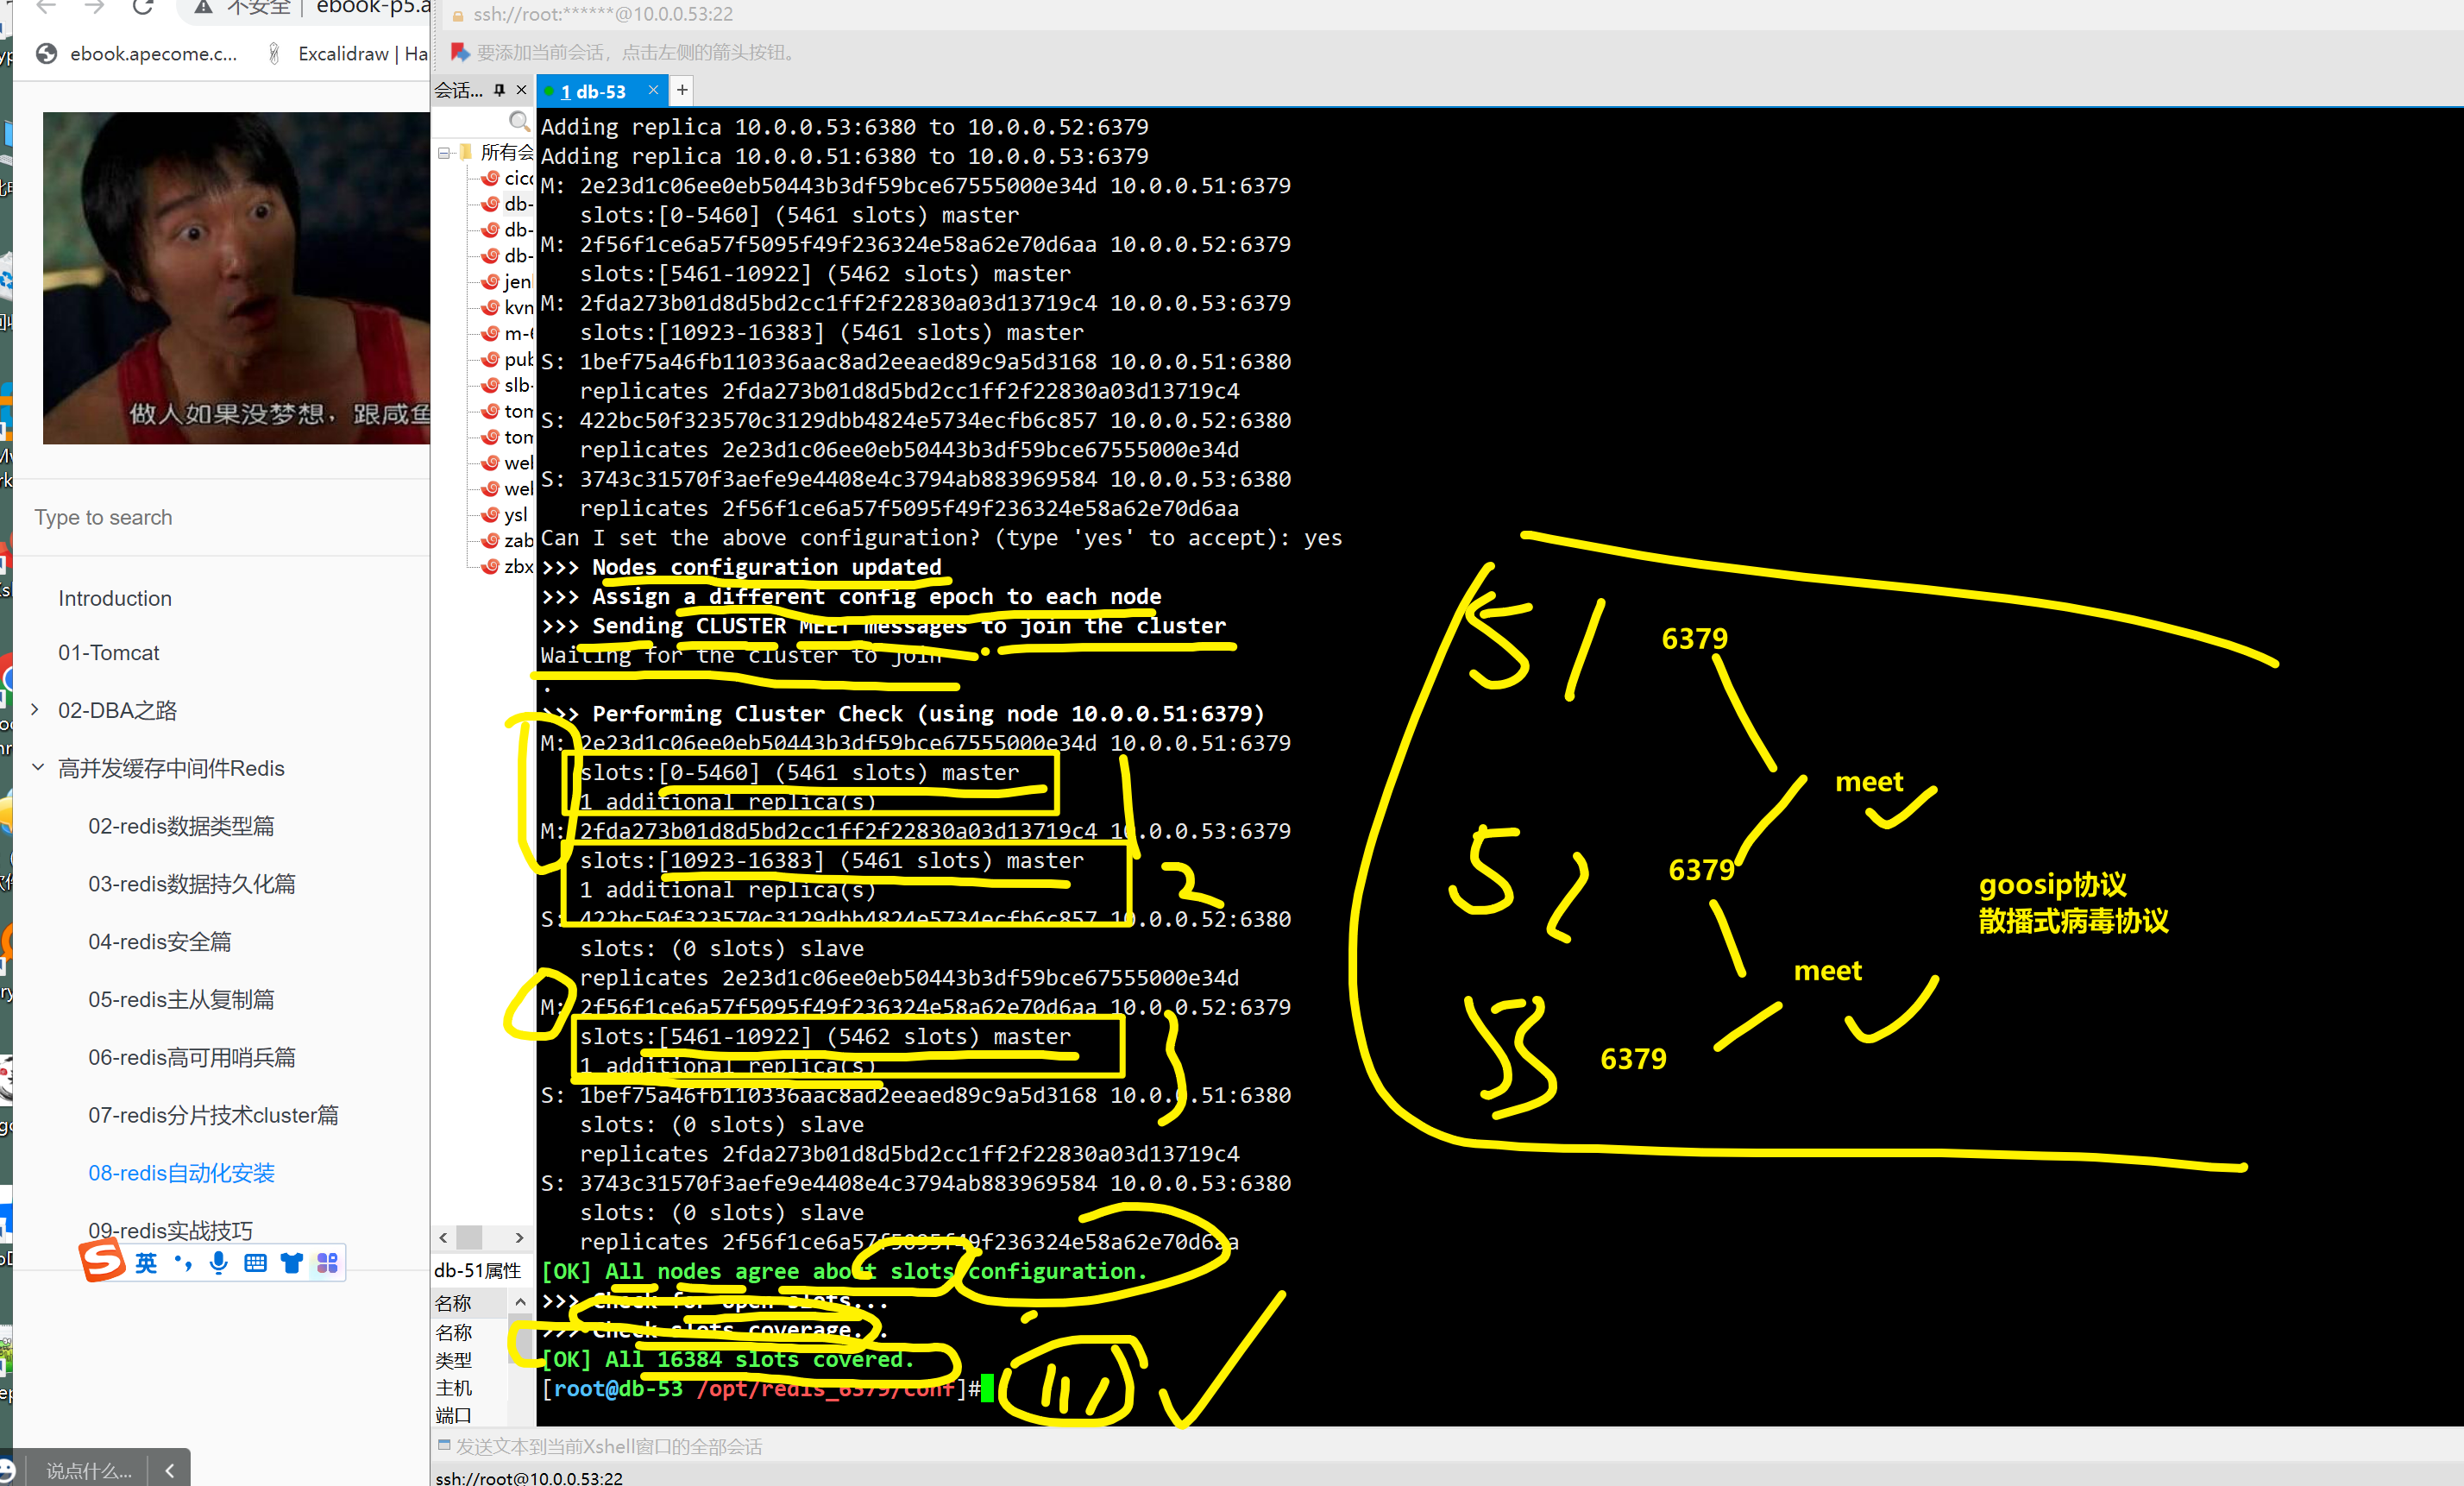 不安全
ebook-p5.a
ebook.apecome.c...
Excalidraw | Ha
做人如果没梦想，跟咸鱼
Type to search
Introduction
01-Tomcat
02-DBA之路
高并发缓存中间件Redis
02-redis数据类型篇
03-redis数据持久化篇
04-redis安全篇
05-redis主从复制篇
06-redis高可用哨兵篇
07-redis分片技术cluster篇
08-redis自动化安装
09-redis实战技巧
英
说点什么...
ssh://root:******@10.0.0.53:22
要添加当前会话，点击左侧的箭头按钮。
会话...
1 db-53
所有会
cicd
db-
db-
db-
jenl
kvn
m-6
pub
slb-
tom
tom
wel
wel
ysl
zab
zbx
db-51属性
名称
名称
类型
主机
端口
Adding replica 10.0.0.53:6380 to 10.0.0.52:6379
Adding replica 10.0.0.51:6380 to 10.0.0.53:6379
M: 2e23d1c06ee0eb50443b3df59bce67555000e34d 10.0.0.51:6379
slots:[0-5460] (5461 slots) master
M: 2f56f1ce6a57f5095f49f236324e58a62e70d6aa 10.0.0.52:6379
slots:[5461-10922] (5462 slots) master
M: 2fda273b01d8d5bd2cc1ff2f22830a03d13719c4 10.0.0.53:6379
slots:[10923-16383] (5461 slots) master
S: 1bef75a46fb110336aac8ad2eeaed89c9a5d3168 10.0.0.51:6380
replicates 2fda273b01d8d5bd2cc1ff2f22830a03d13719c4
S: 422bc50f323570c3129dbb4824e5734ecfb6c857 10.0.0.52:6380
replicates 2e23d1c06ee0eb50443b3df59bce67555000e34d
S: 3743c31570f3aefe9e4408e4c3794ab883969584 10.0.0.53:6380
replicates 2f56f1ce6a57f5095f49f236324e58a62e70d6aa
Can I set the above configuration? (type 'yes' to accept): yes
>>> Nodes configuration updated
>>> Assign a different config epoch to each node
>>> Sending CLUSTER MEET messages to join the cluster
Waiting for the cluster to join
.
>>> Performing Cluster Check (using node 10.0.0.51:6379)
M: 2e23d1c06ee0eb50443b3df59bce67555000e34d 10.0.0.51:6379
slots:[0-5460] (5461 slots) master
1 additional replica(s)
M: 2fda273b01d8d5bd2cc1ff2f22830a03d13719c4 10.0.0.53:6379
slots:[10923-16383] (5461 slots) master
1 additional replica(s)
S: 422bc50f323570c3129dbb4824e5734ecfb6c857 10.0.0.52:6380
slots: (0 slots) slave
replicates 2e23d1c06ee0eb50443b3df59bce67555000e34d
M: 2f56f1ce6a57f5095f49f236324e58a62e70d6aa 10.0.0.52:6379
slots:[5461-10922] (5462 slots) master
1 additional replica(s)
S: 1bef75a46fb110336aac8ad2eeaed89c9a5d3168 10.0.0.51:6380
slots: (0 slots) slave
replicates 2fda273b01d8d5bd2cc1ff2f22830a03d13719c4
S: 3743c31570f3aefe9e4408e4c3794ab883969584 10.0.0.53:6380
slots: (0 slots) slave
replicates 2f56f1ce6a57f5095f49f236324e58a62e70d6aa
[OK] All nodes agree about slots configuration.
>>> Check for open slots...
>>> Check slots coverage...
[OK] All 16384 slots covered.
[root@db-53 /opt/redis_6379/conf]#
51
6379
meet
52
6379
goosip协议
散播式病毒协议
meet
53
6379
发送文本到当前Xshell窗口的全部会话
ssh://root@10.0.0.53:22